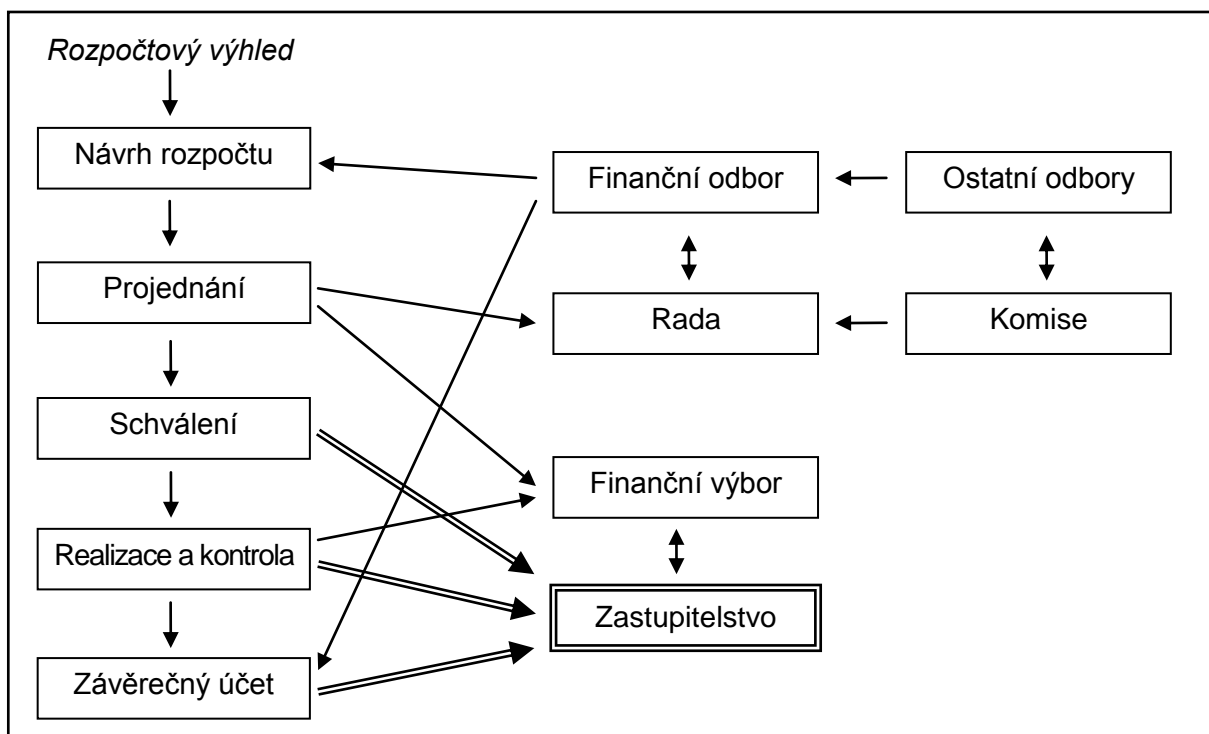 Rozpočtový výhled
Návrh rozpočtu
Finanční odbor
Ostatní odbory
Projednání
Rada
Komise
Schválení
Finanční výbor
Realizace a kontrola
Zastupitelstvo
Závěrečný účet